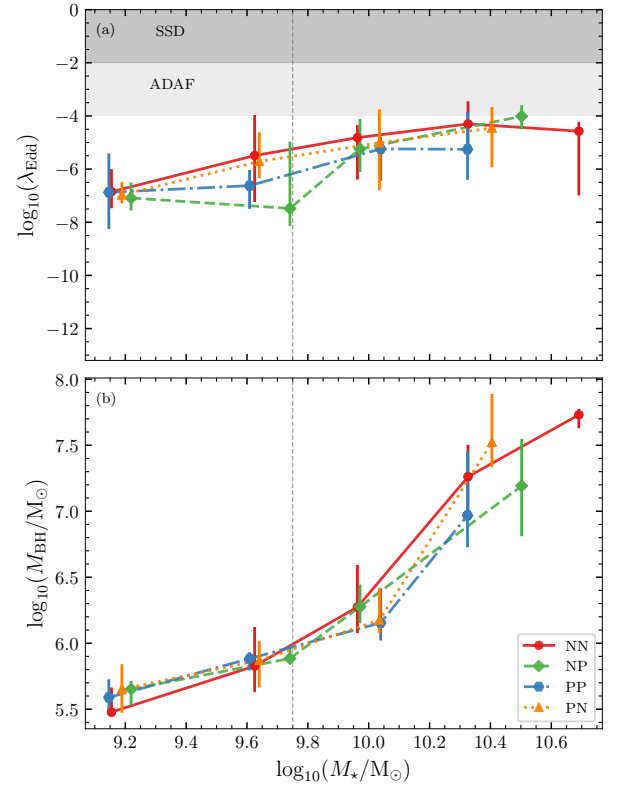 (a)
SSD
ADAF
0
−2
−4
−6
−8
−10
−12
log₁₀(λ_Edd)
(b)
8.0
7.5
7.0
6.5
6.0
5.5
log₁₀(M_BH/M⊙)
NN
NP
PP
PN
9.2 9.4 9.6 9.8 10.0 10.2 10.4 10.6
log₁₀(M⋆/M⊙)